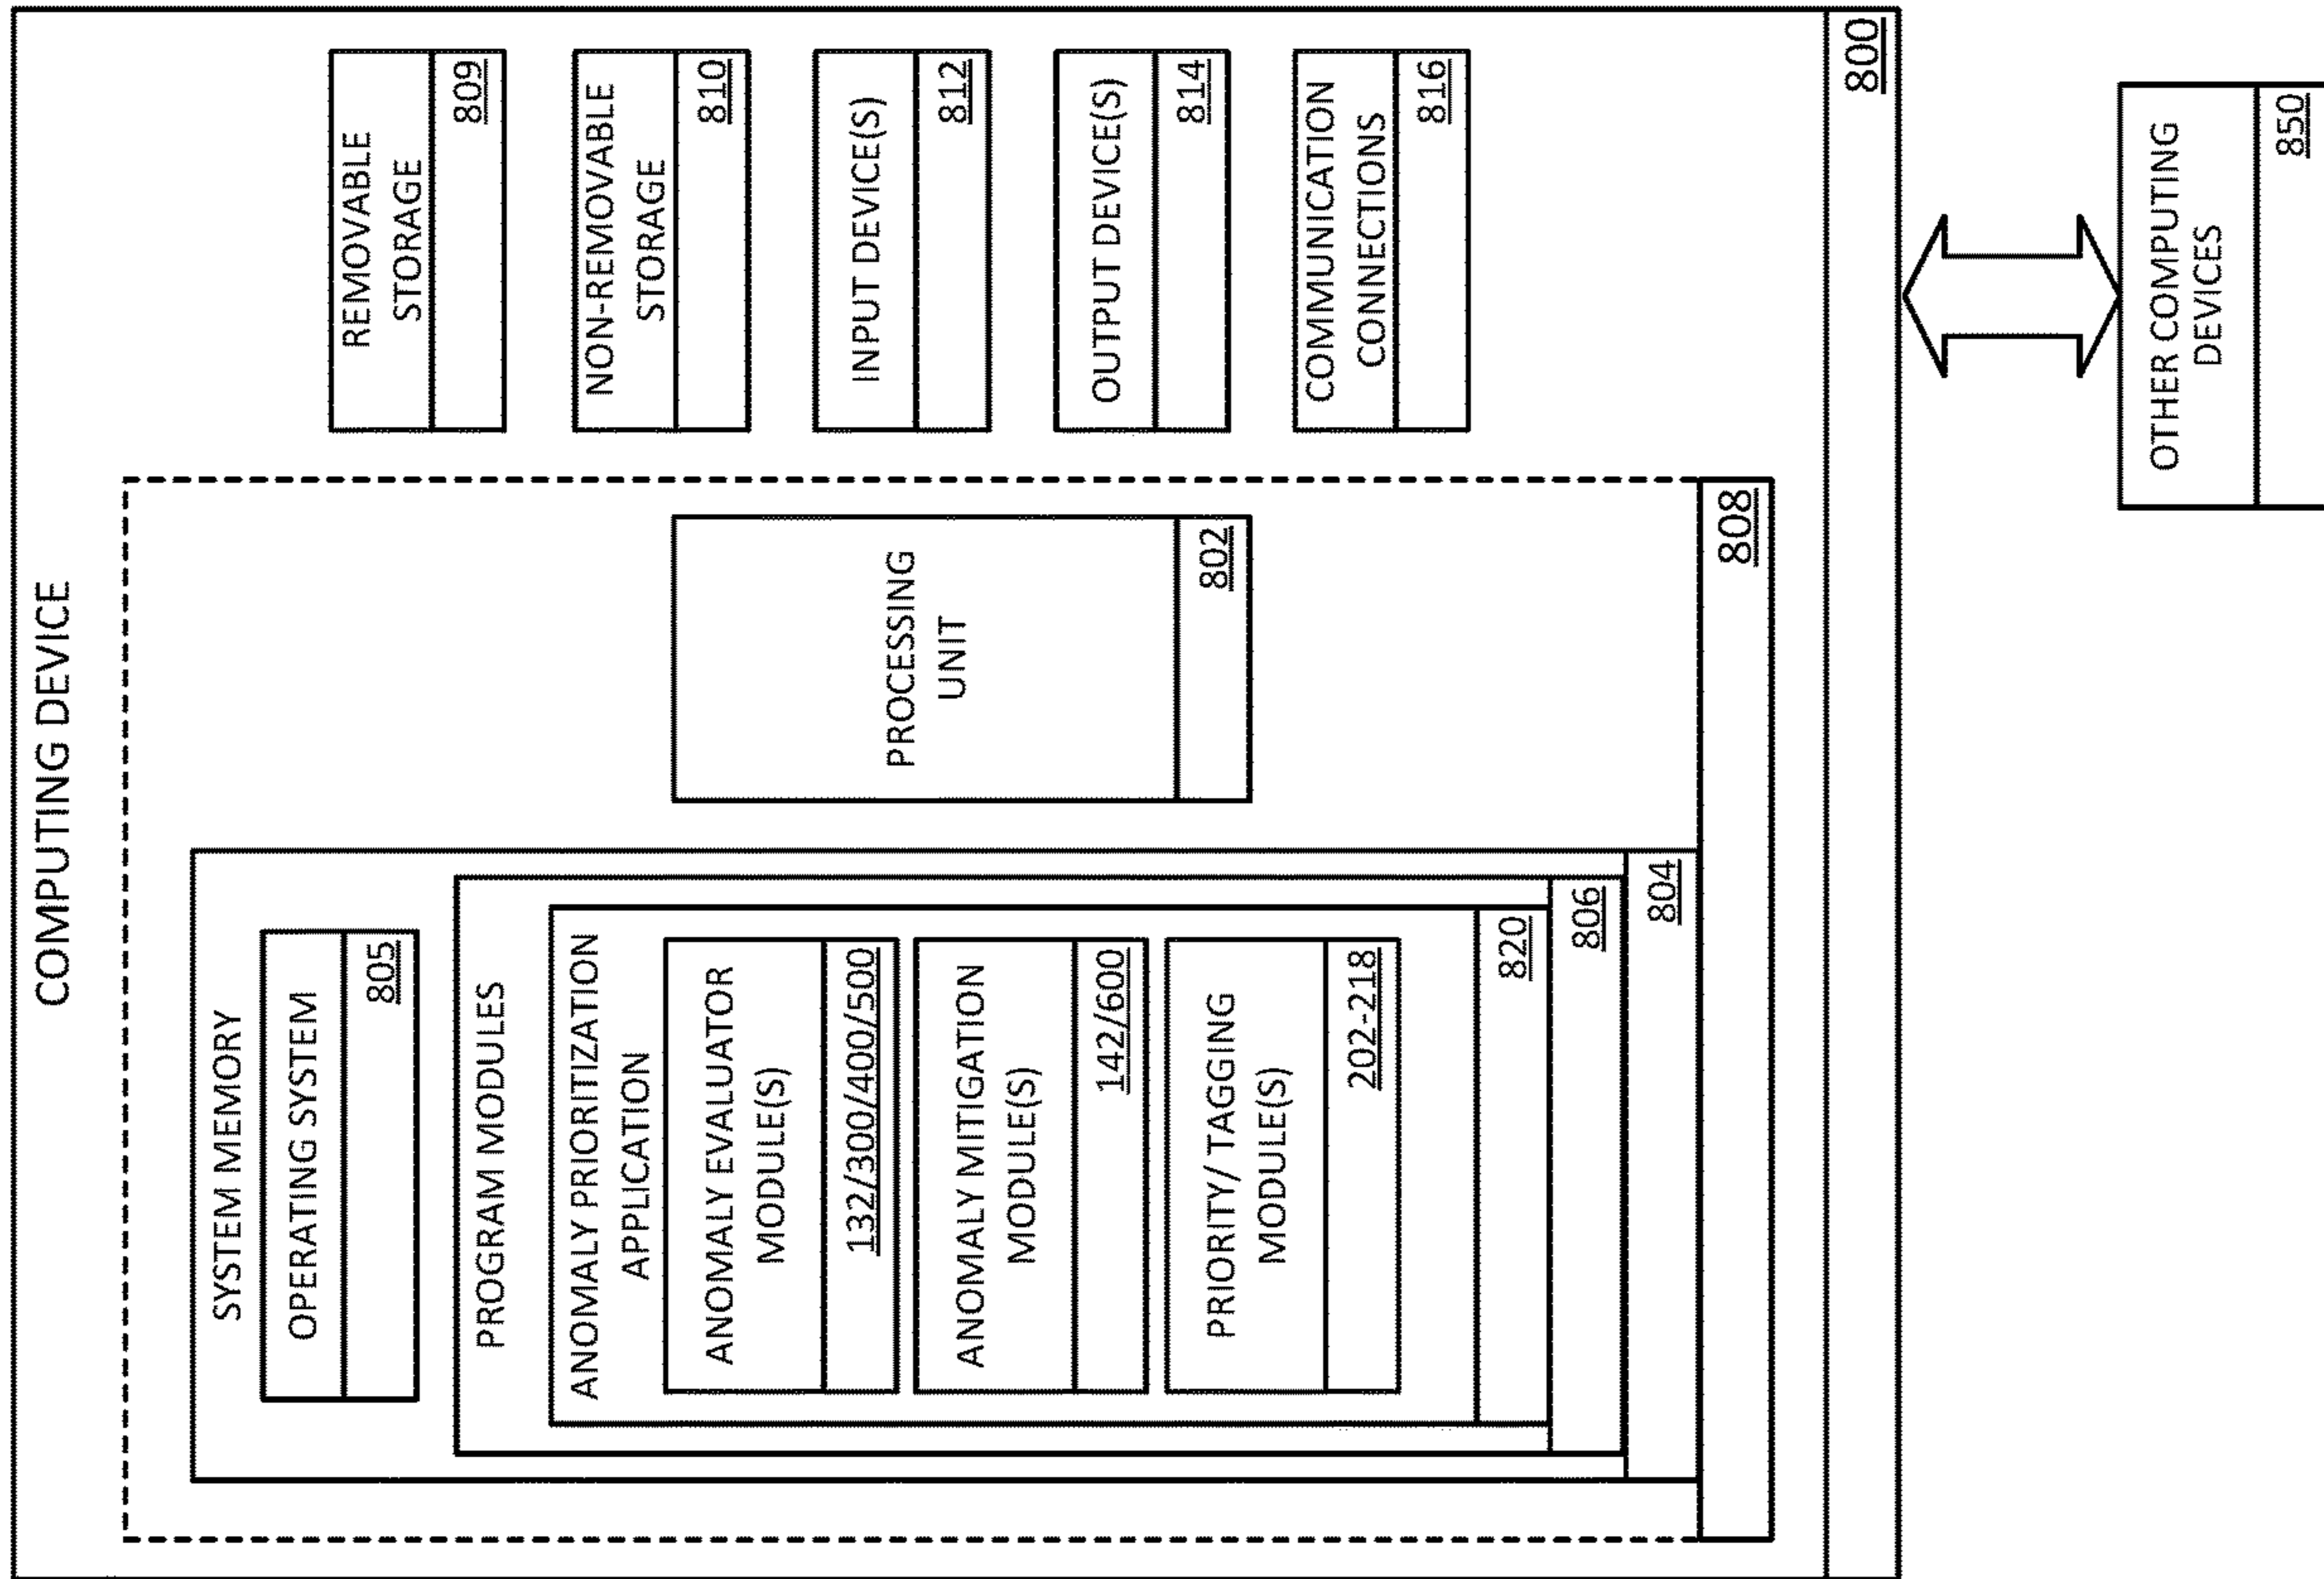 COMPUTING DEVICE
SYSTEM MEMORY
OPERATING SYSTEM
805
PROGRAM MODULES
ANOMALY PRIORITIZATION
APPLICATION
ANOMALY EVALUATOR
MODULE(S)
132/300/400/500
ANOMALY MITIGATION
MODULE(S)
142/600
PRIORITY/ TAGGING
MODULE(S)
202-218
820
806
804
PROCESSING
UNIT
802
808
REMOVABLE
STORAGE
809
NON-REMOVABLE
STORAGE
810
INPUT DEVICE(S)
812
OUTPUT DEVICE(S)
814
COMMUNICATION
CONNECTIONS
816
800
OTHER COMPUTING
DEVICES
850